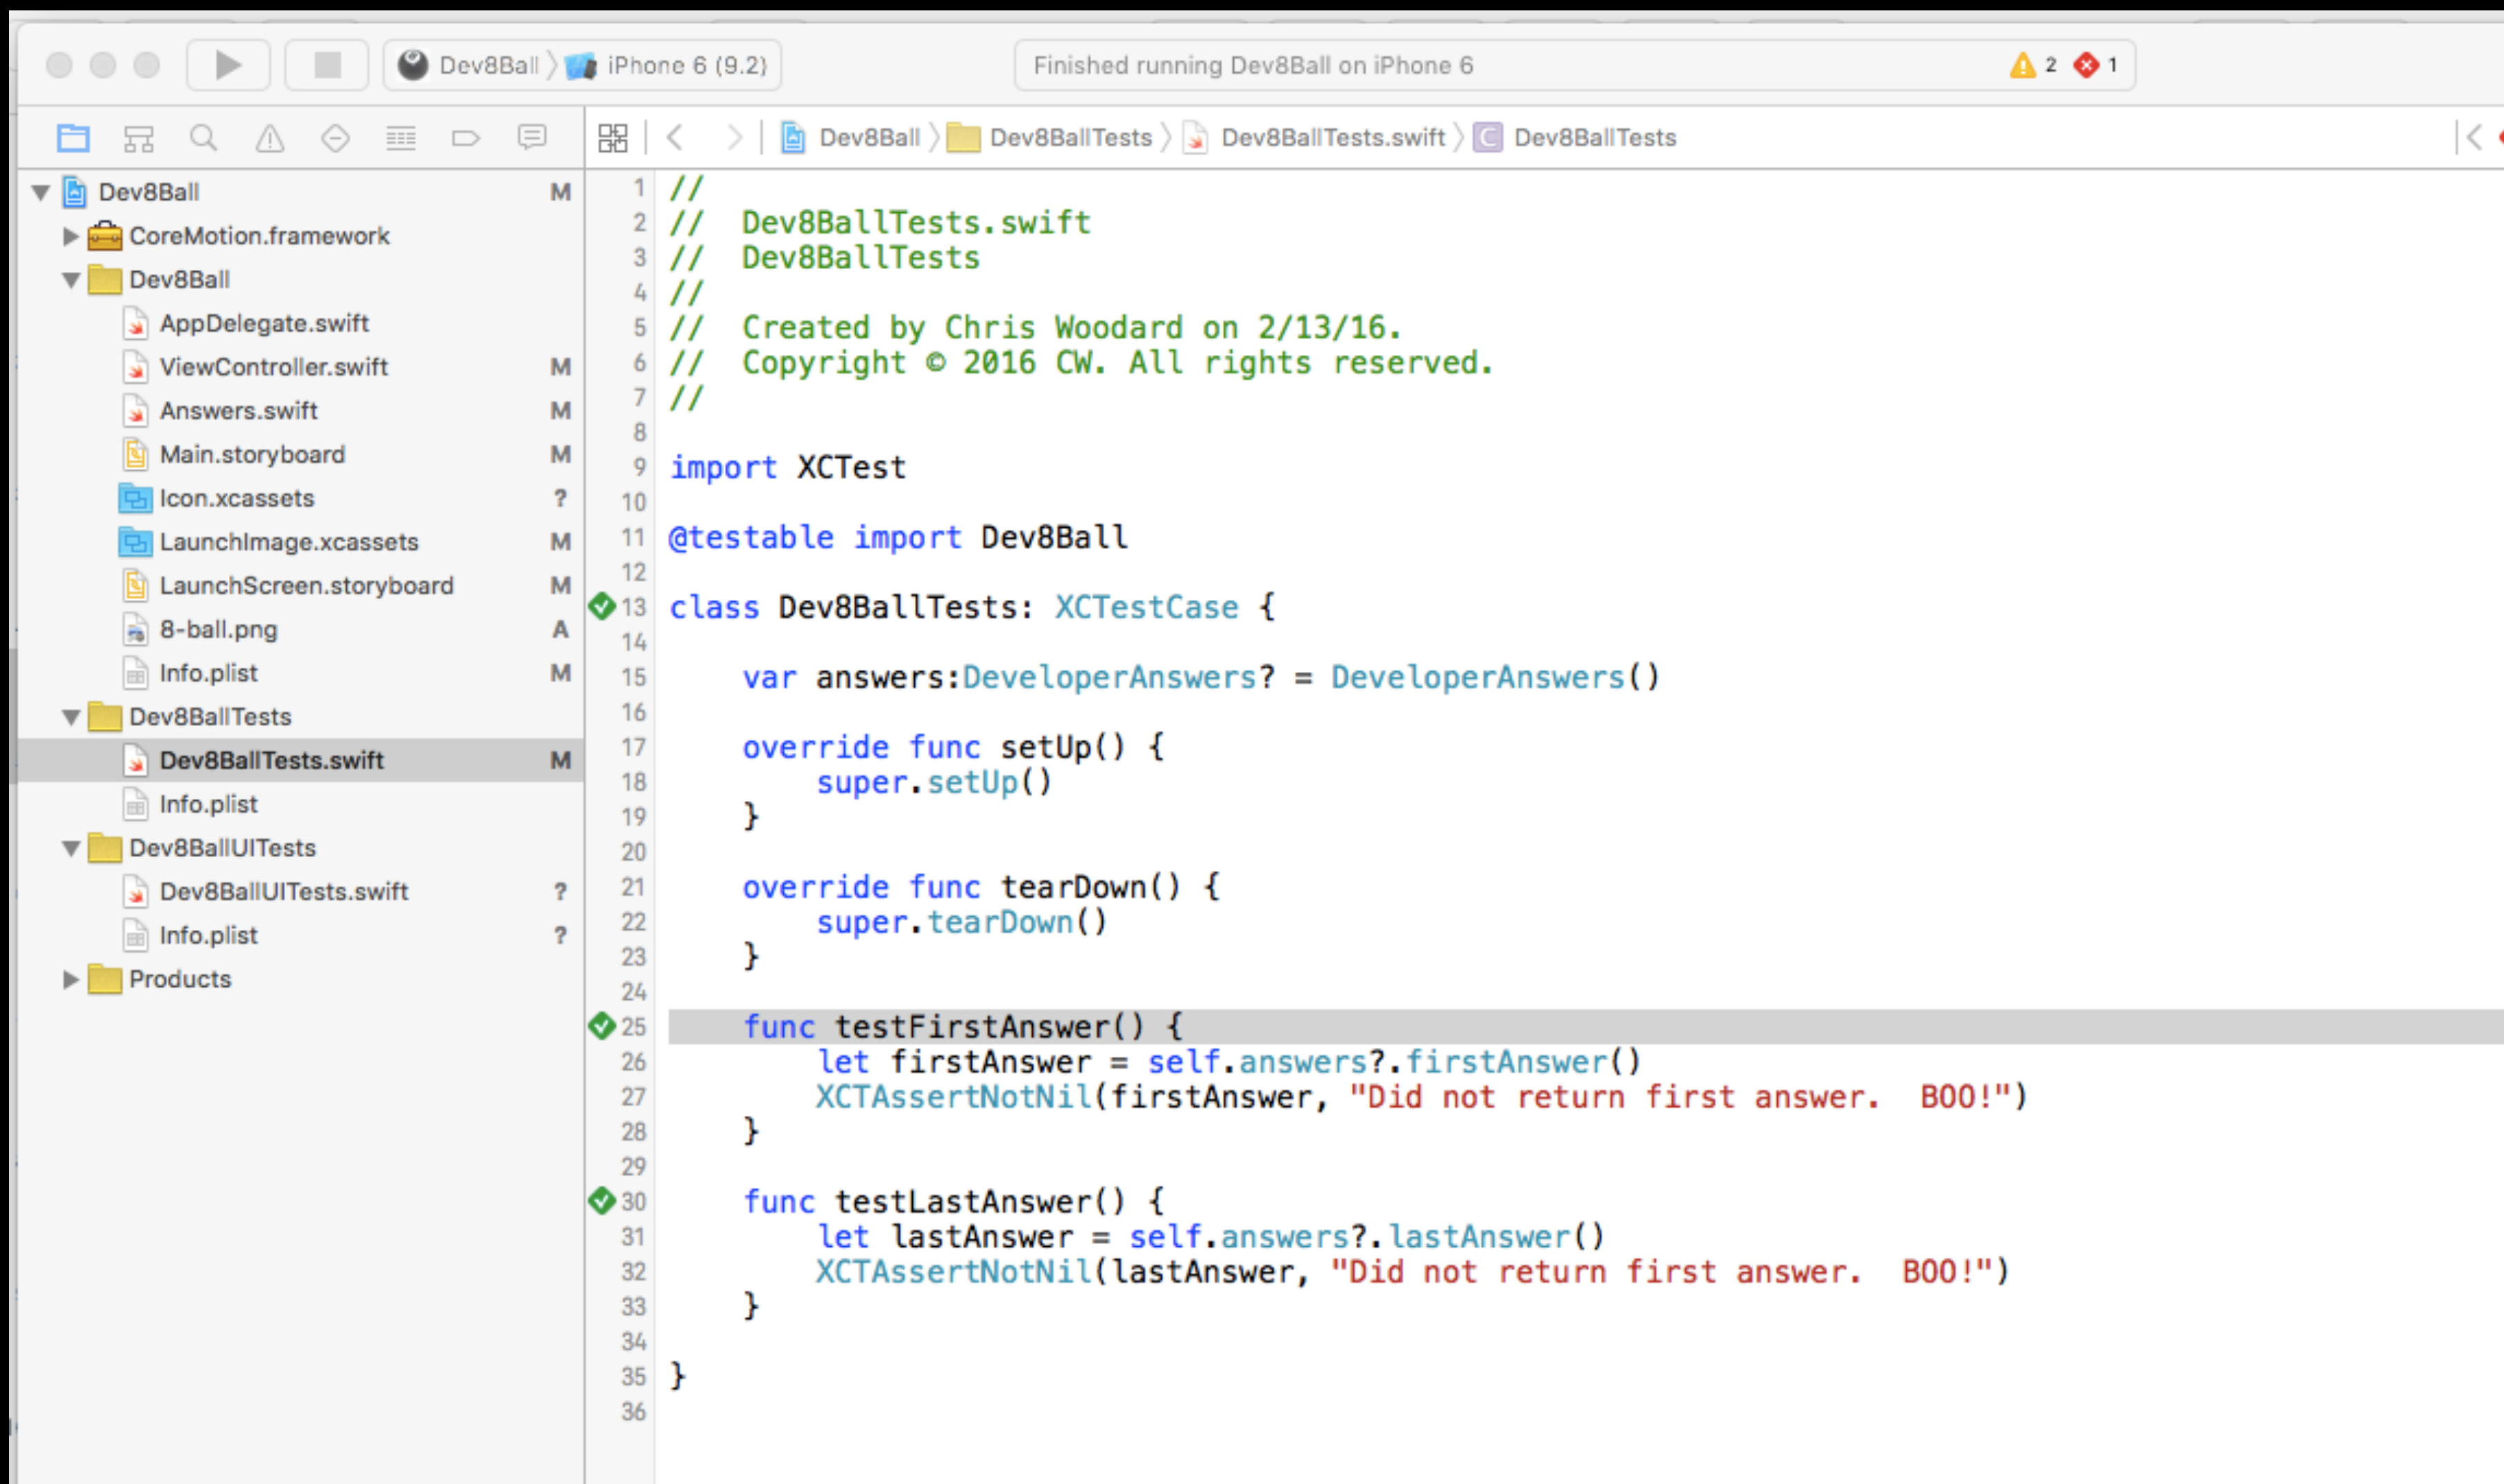 Dev8Ball iPhone 6 (9.2) Finished running Dev8Ball on iPhone 6 2 1
Dev8Ball Dev8BallTests Dev8BallTests.swift Dev8BallTests
Dev8Ball M
CoreMotion.framework
Dev8Ball
AppDelegate.swift
ViewController.swift M
Answers.swift M
Main.storyboard M
Icon.xcassets ?
LaunchImage.xcassets M
LaunchScreen.storyboard M
8-ball.png A
Info.plist M
Dev8BallTests
Dev8BallTests.swift M
Info.plist
Dev8BallUITests
Dev8BallUITests.swift ?
Info.plist ?
Products
1 //
2 //  Dev8BallTests.swift
3 //  Dev8BallTests
4 //
5 //  Created by Chris Woodard on 2/13/16.
6 //  Copyright © 2016 CW. All rights reserved.
7 //
8
9 import XCTest
10
11 @testable import Dev8Ball
12
13 class Dev8BallTests: XCTestCase {
14
15     var answers:DeveloperAnswers? = DeveloperAnswers()
16
17     override func setUp() {
18         super.setUp()
19     }
20
21     override func tearDown() {
22         super.tearDown()
23     }
24
25     func testFirstAnswer() {
26         let firstAnswer = self.answers?.firstAnswer()
27         XCTAssertNotNil(firstAnswer, "Did not return first answer.  BOO!")
28     }
29
30     func testLastAnswer() {
31         let lastAnswer = self.answers?.lastAnswer()
32         XCTAssertNotNil(lastAnswer, "Did not return first answer.  BOO!")
33     }
34
35 }
36